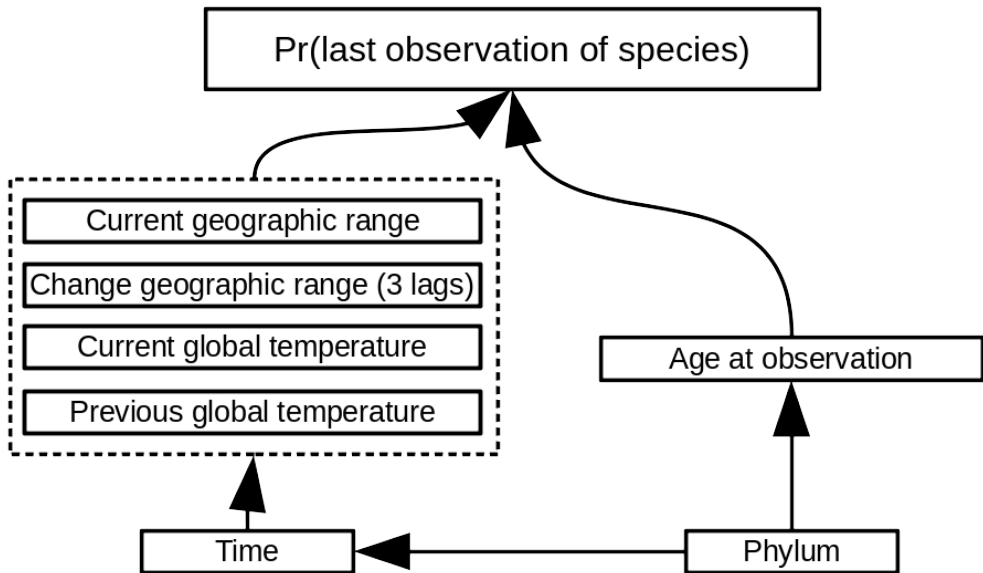 Pr(last observation of species)
Current geographic range
Change geographic range (3 lags)
Current global temperature
Previous global temperature
Age at observation
Time
Phylum